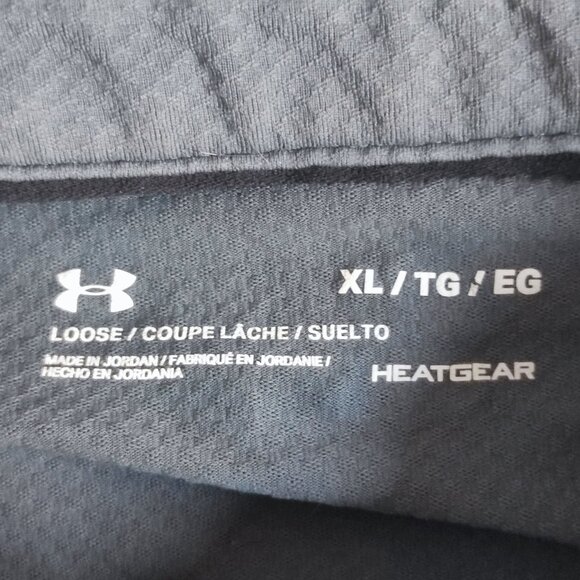 XL / TG / EG
LOOSE / COUPE LÂCHE / SUELTO
MADE IN JORDAN / FABRIQUÉ EN JORDANIE /
HECHO EN JORDANIA
HEATGEAR